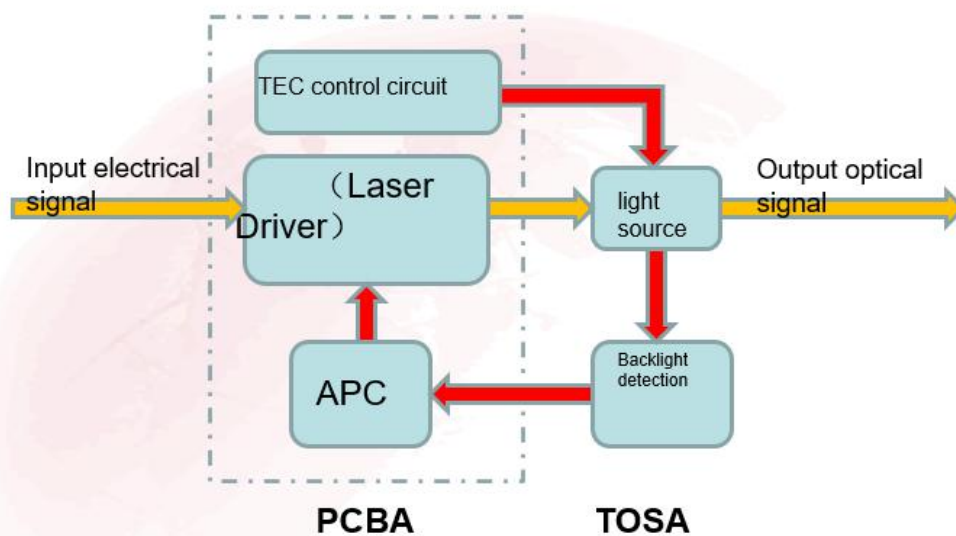 TEC control circuit
Input electrical
signal
（Laser
Driver）
light
source
Output optical
signal
APC
Backlight
detection
PCBA
TOSA